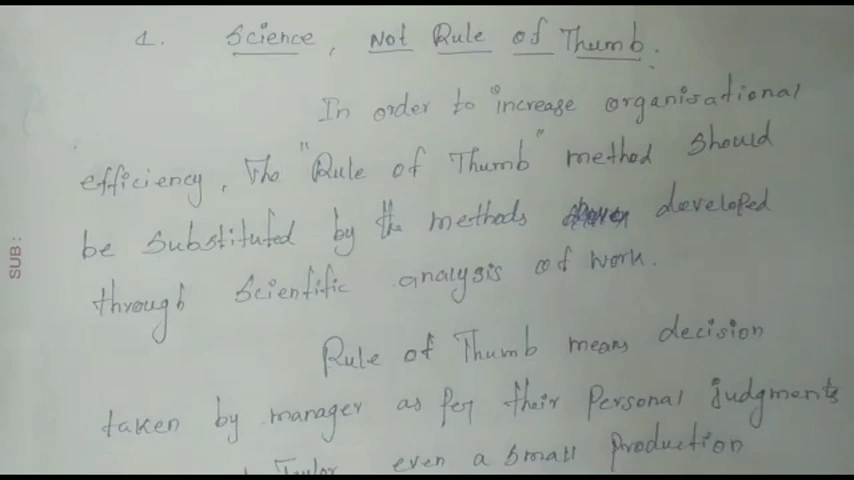 1. Science, Not Rule of Thumb.
In order to increase organisational
efficiency, The "Rule of Thumb" method should
be substituted by the methods developed
through Scientific analysis of work.
Rule of Thumb means decision
taken by manager as per their Personal judgments
Taylor even a small production
SUB: